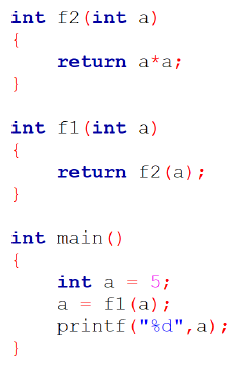 int f2(int a)
{
    return a*a;
}

int f1(int a)
{
    return f2(a);
}

int main()
{
    int a = 5;
    a = f1(a);
    printf("%d",a);
}